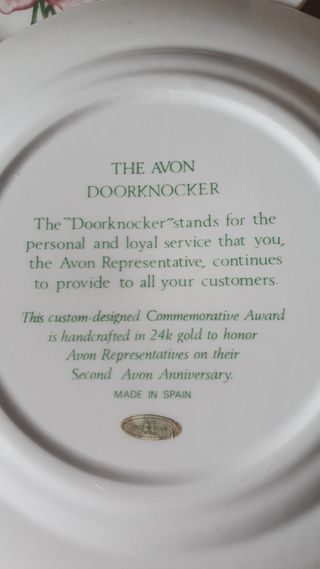 THE AVON
DOORKNOCKER
The "Doorknocker" stands for the
personal and loyal service that you,
the Avon Representative, continues
to provide to all your customers.
This custom-designed Commemorative Award
is handcrafted in 24k gold to honor
Avon Representatives on their
Second Avon Anniversary.
MADE IN SPAIN